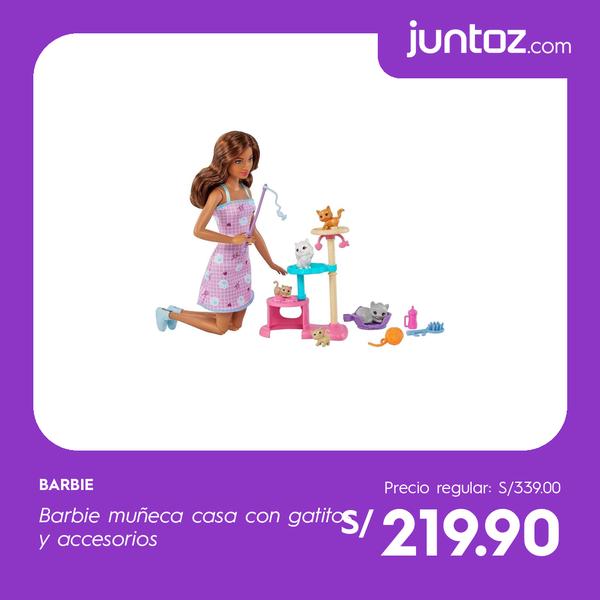 juntoz.com
BARBIE
Barbie muñeca casa con gatitos
y accesorios
Precio regular: S/339.00
S/ 219.90